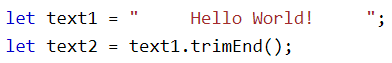 let text1 = "     Hello World!     ";
let text2 = text1.trimEnd();